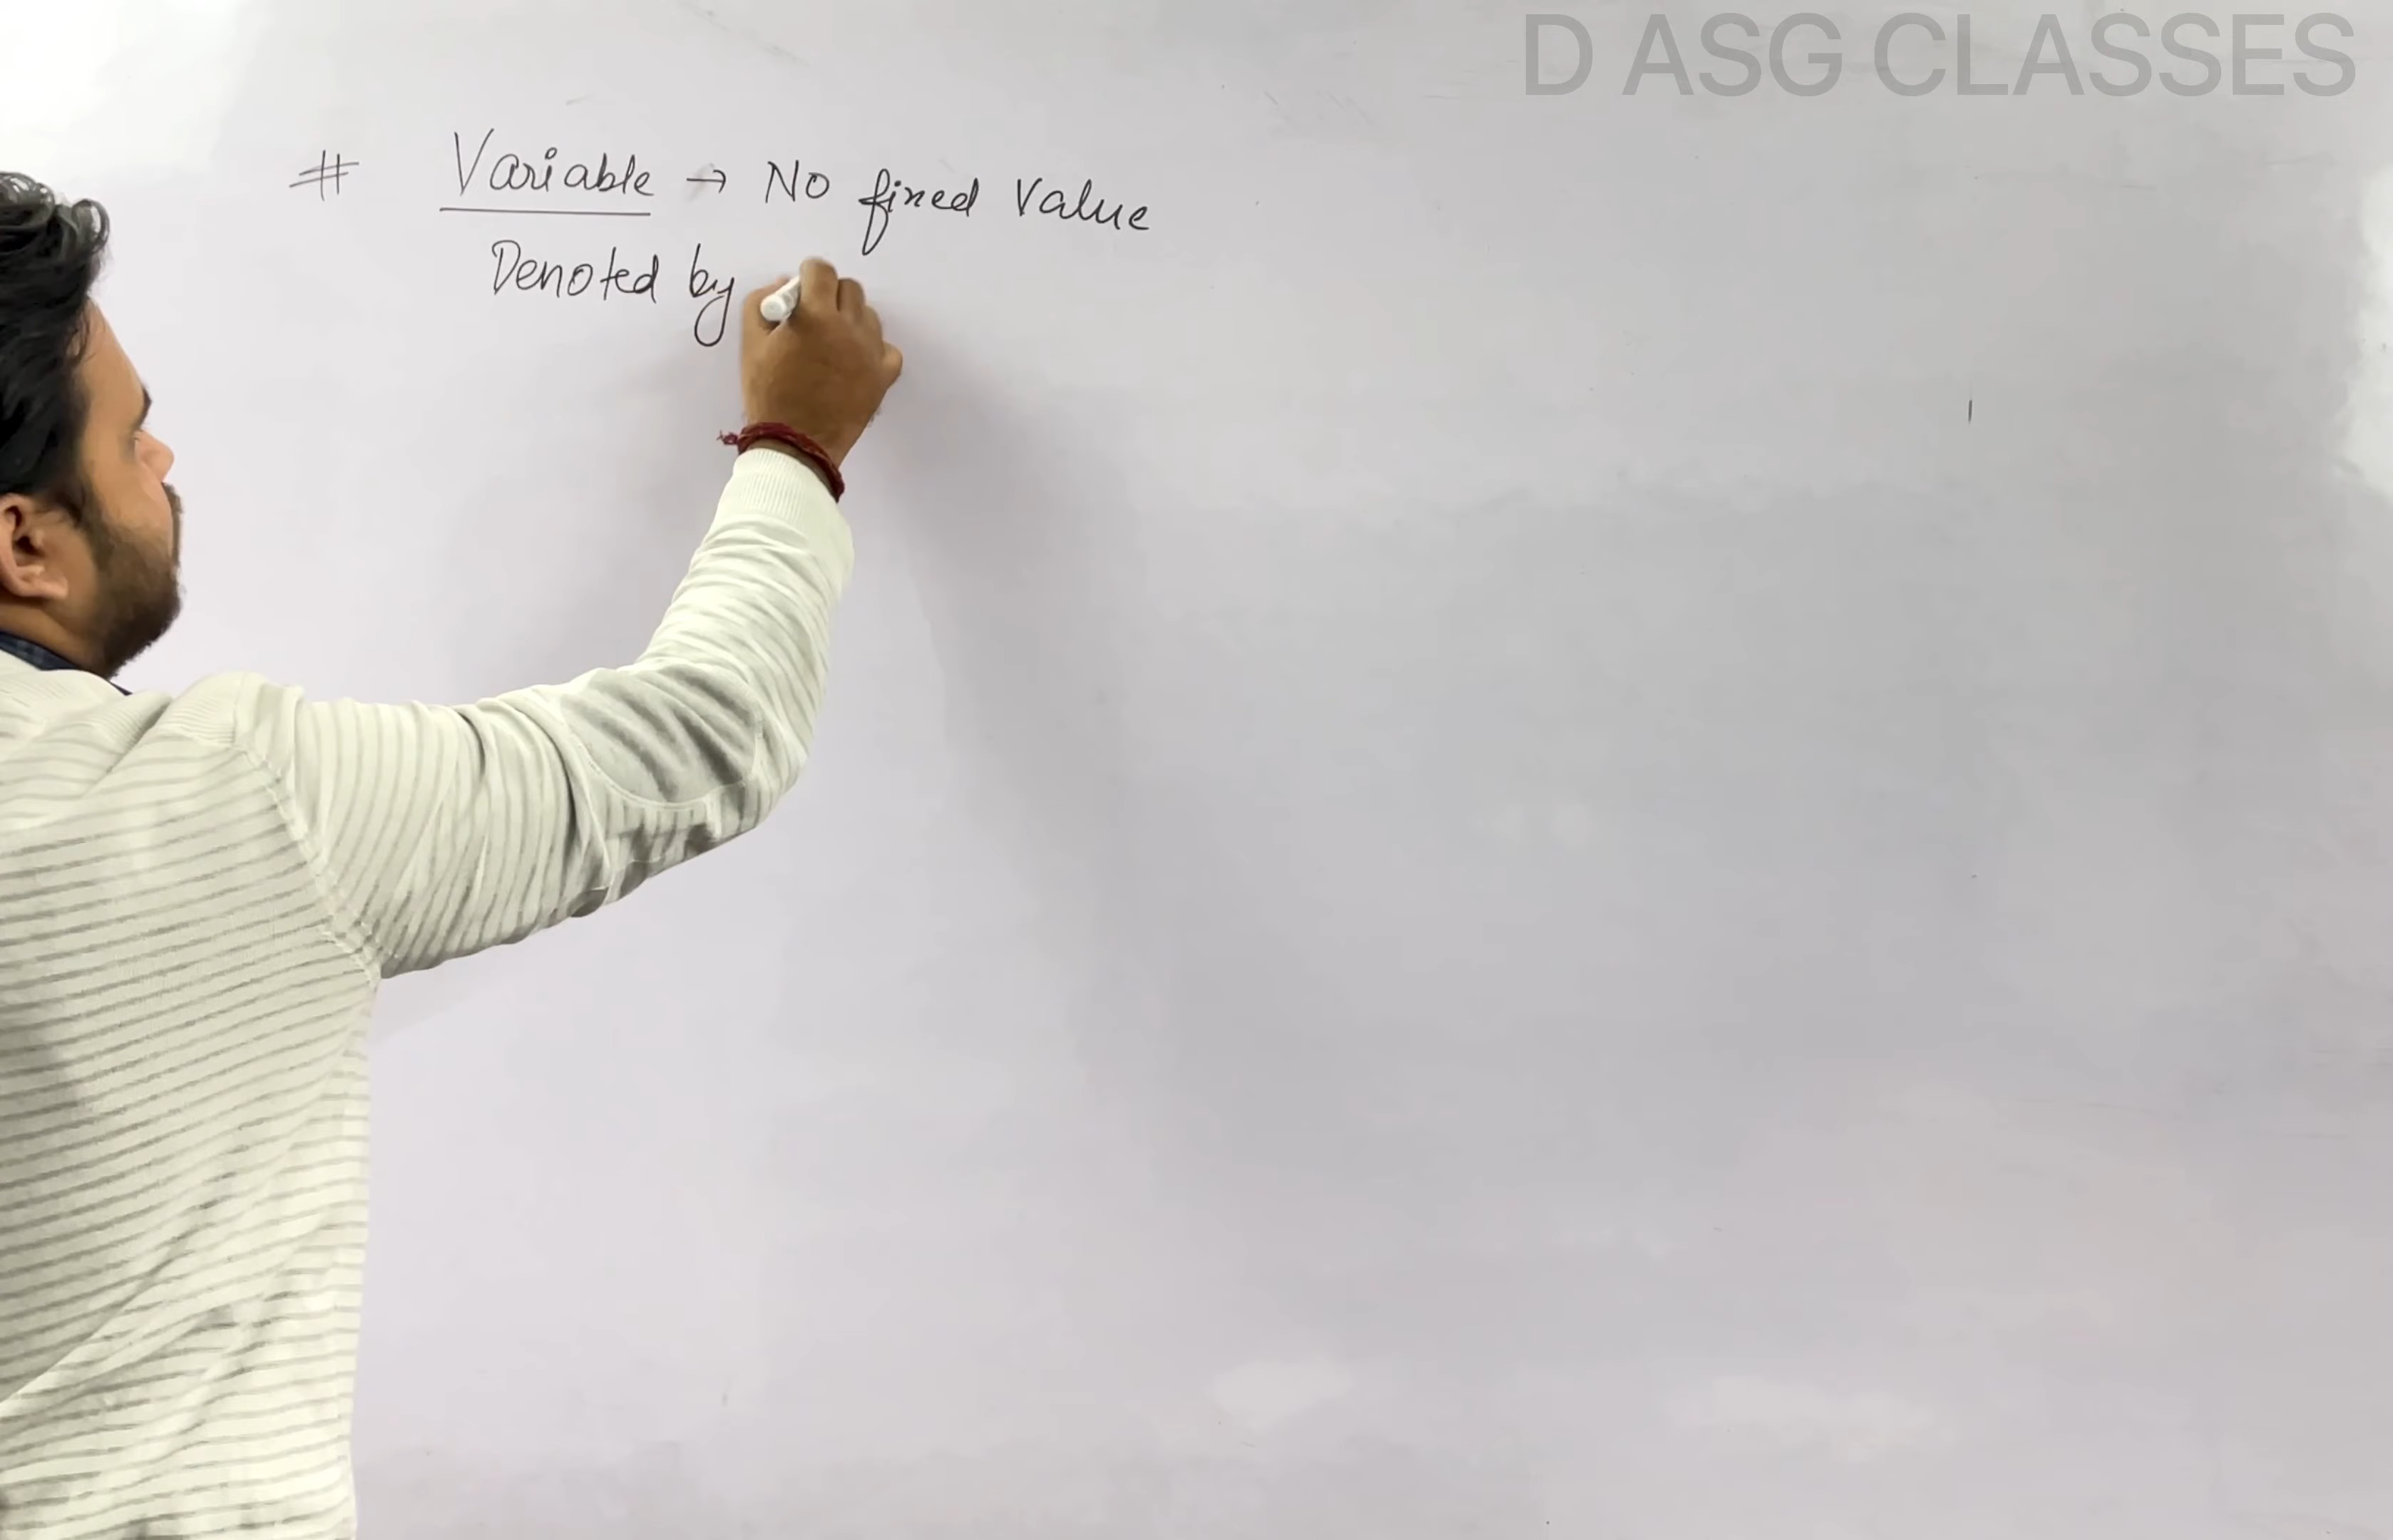 D ASG CLASSES
# Variable → No fixed Value
Denoted by